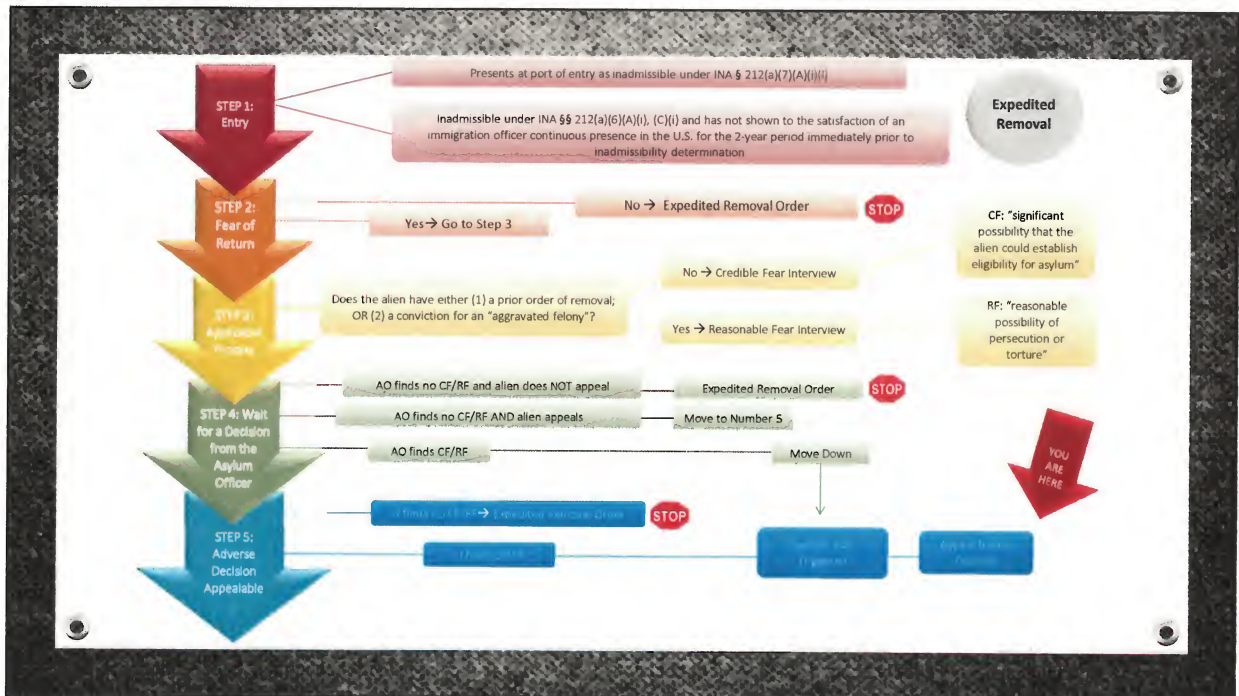 Presents at port of entry as inadmissible under INA § 212(a)(7)(A)(i)(I)
STEP 1:
Entry
Inadmissible under INA §§ 212(a)(6)(A)(i), (C)(i) and has not shown to the satisfaction of an
immigration officer continuous presence in the U.S. for the 2-year period immediately prior to
inadmissibility determination
Expedited
Removal
STEP 2:
Fear of
Return
No → Expedited Removal Order
STOP
Yes → Go to Step 3
CF: "significant
possibility that the
alien could establish
eligibility for asylum"
No → Credible Fear Interview
STEP 3:
Does the alien have either (1) a prior order of removal;
OR (2) a conviction for an "aggravated felony"?
Yes → Reasonable Fear Interview
RF: "reasonable
possibility of
persecution or
torture"
AO finds no CF/RF and alien does NOT appeal
Expedited Removal Order
STOP
STEP 4: Wait
for a Decision
from the
Asylum
Officer
AO finds no CF/RF AND alien appeals
Move to Number 5
AO finds CF/RF
Move Down
YOU
ARE
HERE
→ Expedited Removal Order
STOP
STEP 5:
Adverse
Decision
Appealable